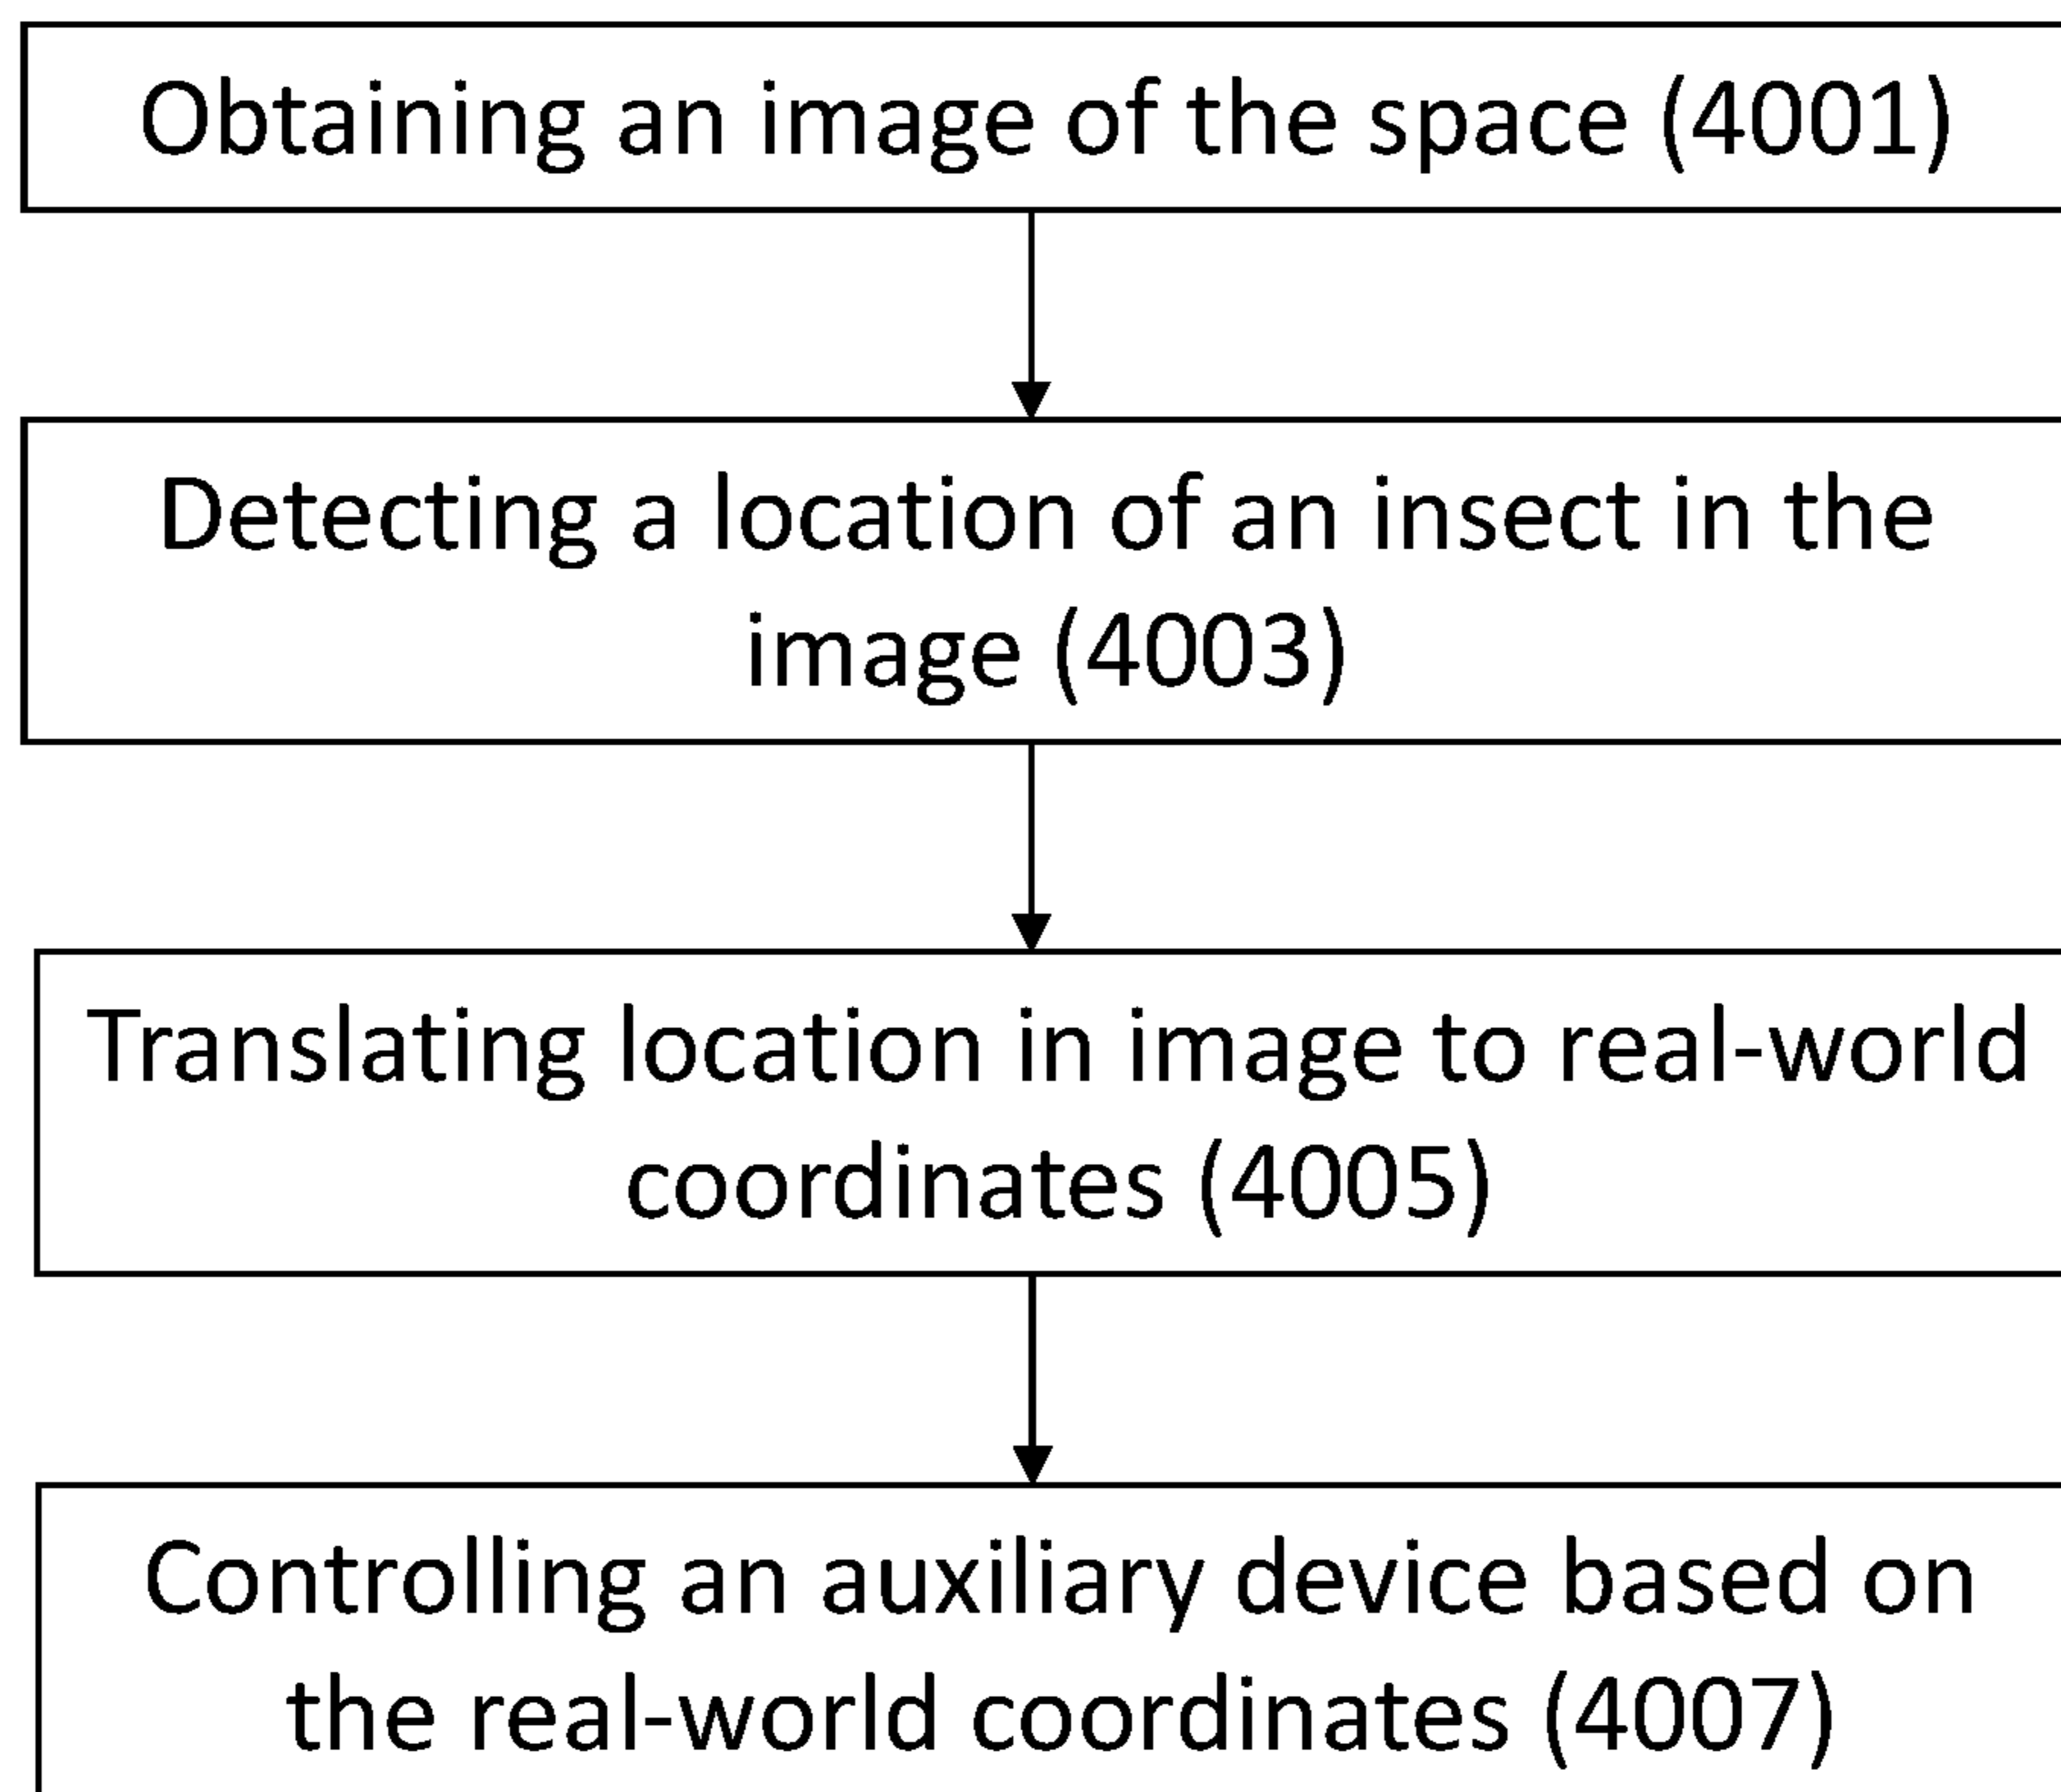 Obtaining an image of the space (4001)
Detecting a location of an insect in the
image (4003)
Translating location in image to real-world
coordinates (4005)
Controlling an auxiliary device based on
the real-world coordinates (4007)